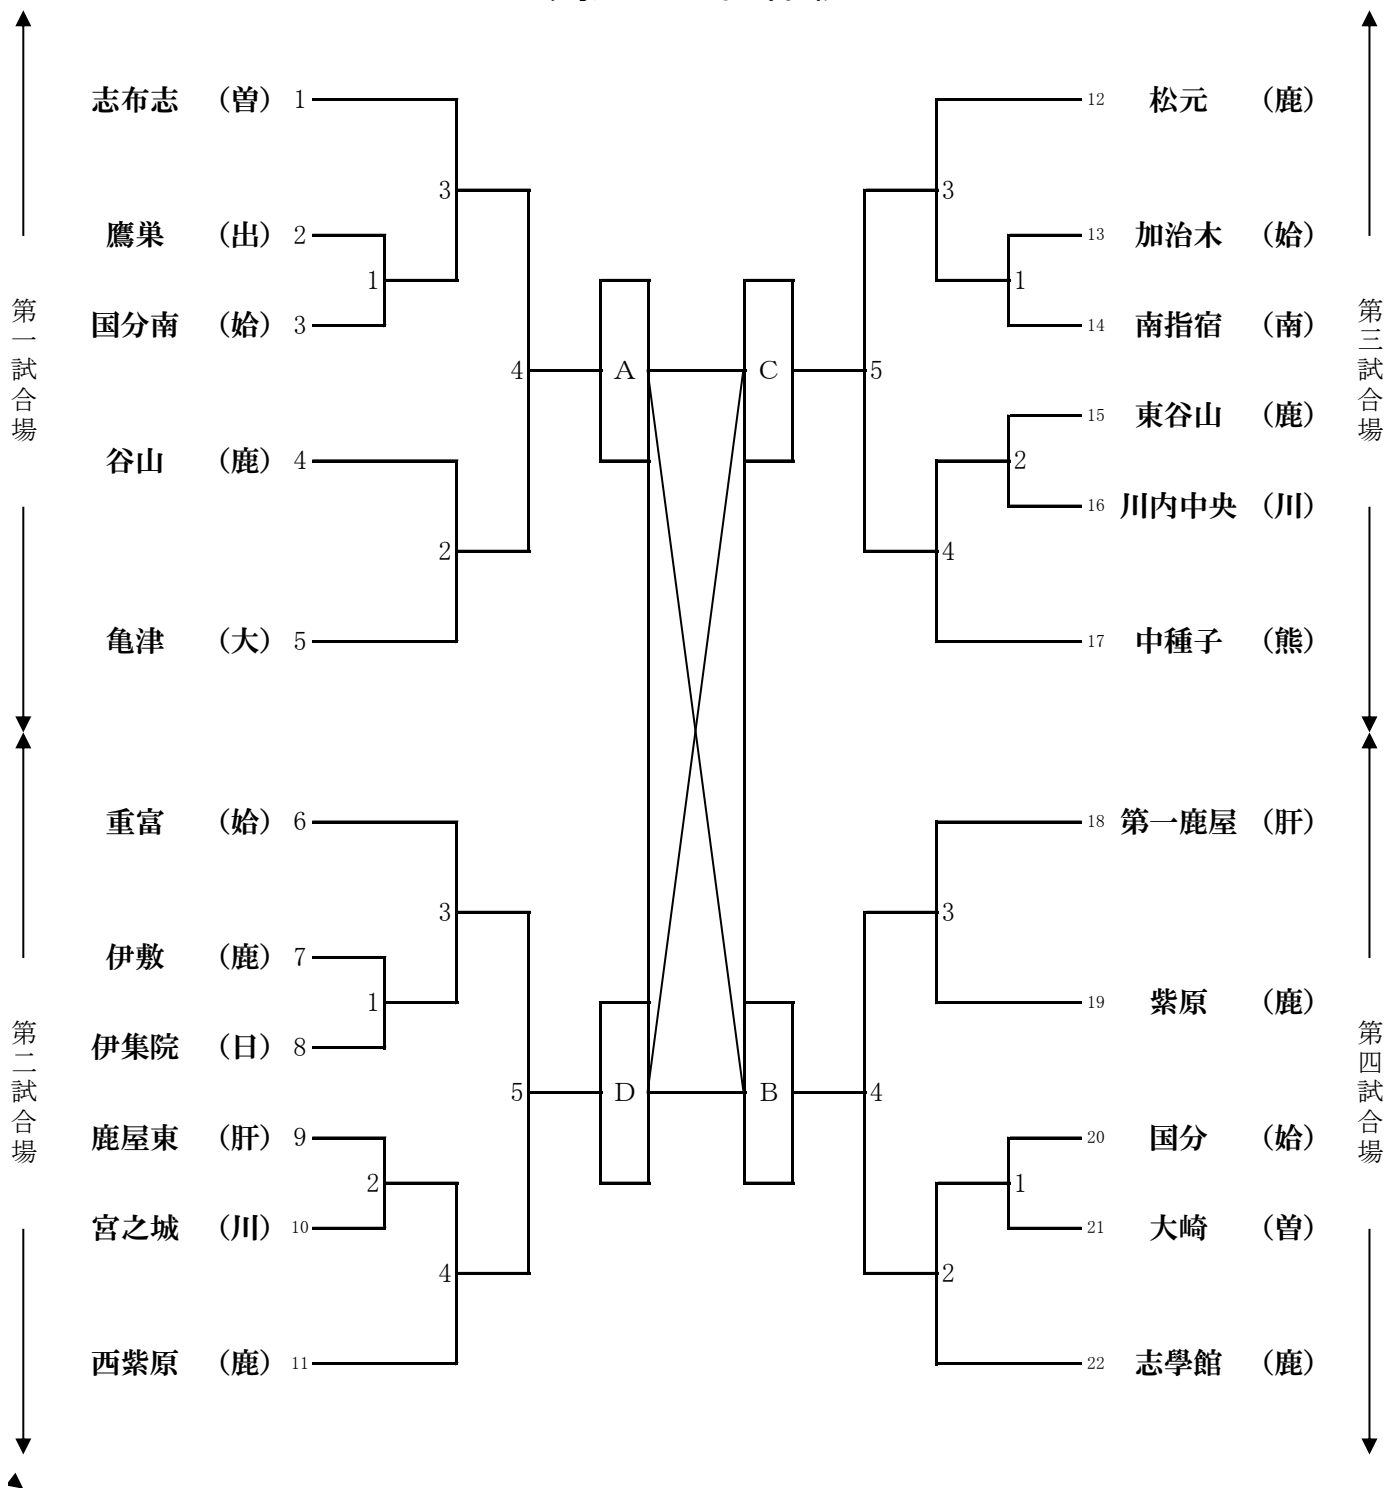 志布志 （曽） 1
鷹巣 （出） 2
国分南 （姶） 3
谷山 （鹿） 4
亀津 （大） 5
重富 （姶） 6
伊敷 （鹿） 7
伊集院 （日） 8
鹿屋東 （肝） 9
宮之城 （川） 10
西紫原 （鹿） 11
第一試合場
第二試合場
3
1
4
2
3
1
5
2
4
A
C
D
B
3
1
5
2
4
3
4
1
2
12 松元 （鹿）
13 加治木 （姶）
14 南指宿 （南）
15 東谷山 （鹿）
16 川内中央 （川）
17 中種子 （熊）
18 第一鹿屋 （肝）
19 紫原 （鹿）
20 国分 （姶）
21 大崎 （曽）
22 志學館 （鹿）
第三試合場
第四試合場